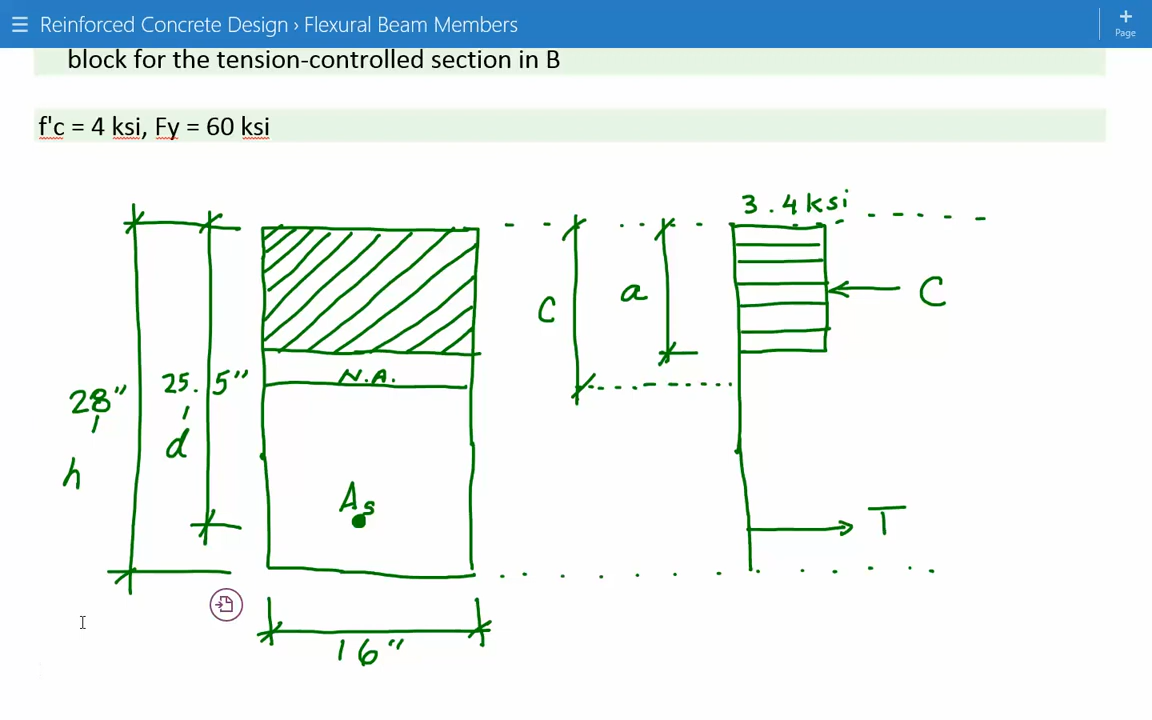 Reinforced Concrete Design › Flexural Beam Members
Page
block for the tension-controlled section in B
f'c = 4 ksi, Fy = 60 ksi
3.4 ksi
C
a
C
N.A.
28"
25.5"
d
h
As
T
16"